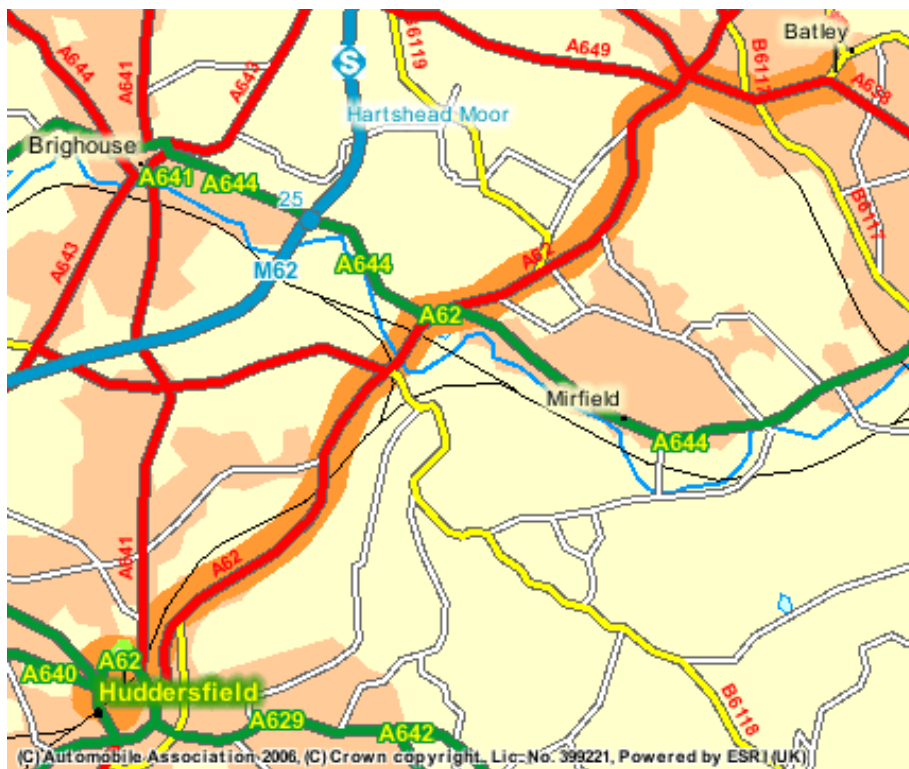 Batley
A644
A641
A643
6119
A649
B6117
A638
S
Hartshead Moor
Brighouse
A641
A644
25
B6117
A643
M62
A644
A62
A62
Mirfield
A644
A641
A62
A62
A640
Huddersfield
A629
A642
B6118
(C) Automobile Association 2006, (C) Crown copyright. Lic. No. 399221, Powered by ESRI (UK)